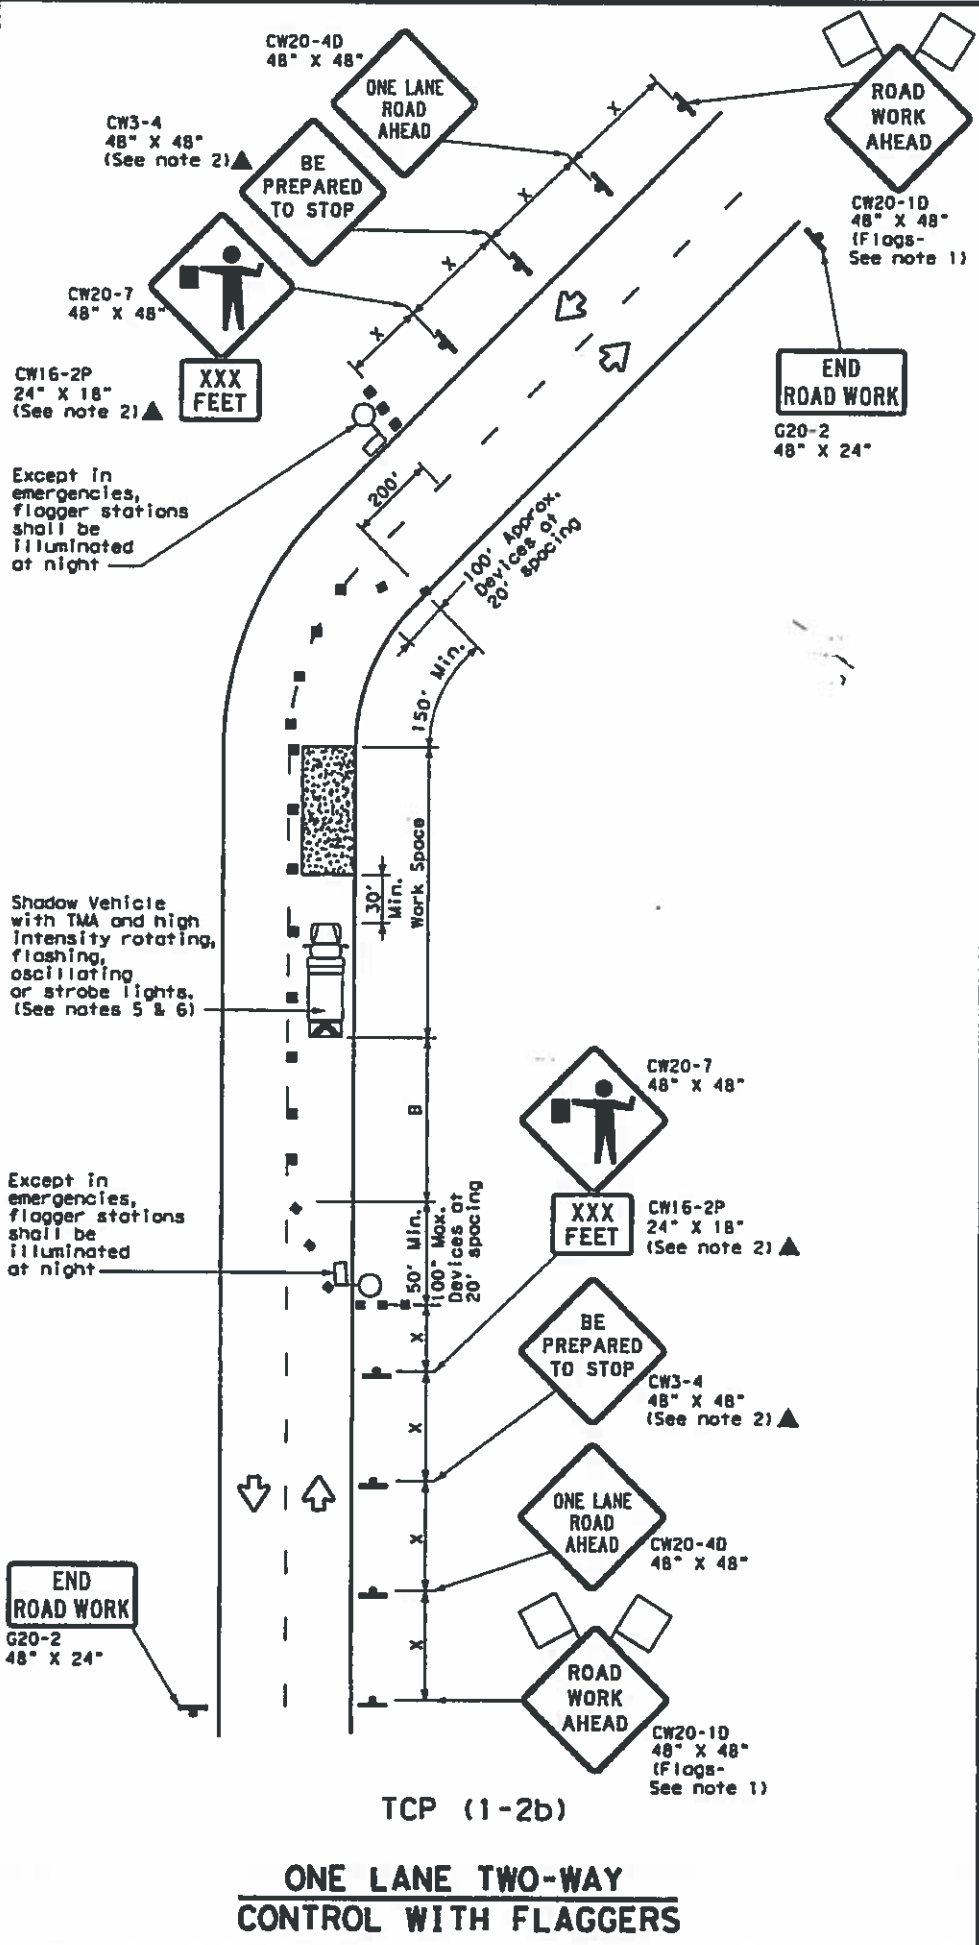 CW20-4D
48" X 48"
ONE LANE
ROAD
AHEAD
ROAD
WORK
AHEAD
CW3-4
48" X 48"
(See note 2)▲
BE
PREPARED
TO STOP
X
X
X
X
CW20-1D
48" X 48"
(Flags-
See note 1)
CW20-7
48" X 48"
CW16-2P
24" X 18"
(See note 2)▲
XXX
FEET
END
ROAD WORK
G20-2
48" X 24"
Except in
emergencies,
flagger stations
shall be
illuminated
at night
200'
100' Approx.
Devices at
20' spacing
150' Min.
Work Space
30'
Min.
Shadow Vehicle
with TMA and high
intensity rotating,
flashing,
oscillating
or strobe lights.
(See notes 5 & 6)
B
CW20-7
48" X 48"
XXX
FEET
CW16-2P
24" X 18"
(See note 2)▲
Except in
emergencies,
flagger stations
shall be
illuminated
at night
50' Min.
100' Max.
Devices at
20' spacing
X
X
X
X
BE
PREPARED
TO STOP
CW3-4
48" X 48"
(See note 2)▲
ONE LANE
ROAD
AHEAD
CW20-4D
48" X 48"
END
ROAD WORK
G20-2
48" X 24"
ROAD
WORK
AHEAD
CW20-1D
48" X 48"
(Flags-
See note 1)
TCP (1-2b)
ONE LANE TWO-WAY
CONTROL WITH FLAGGERS